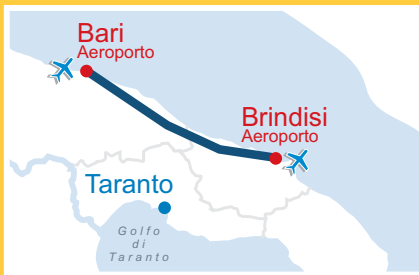 Bari
Aeroporto
Brindisi
Aeroporto
Taranto
Golfo
di
Taranto